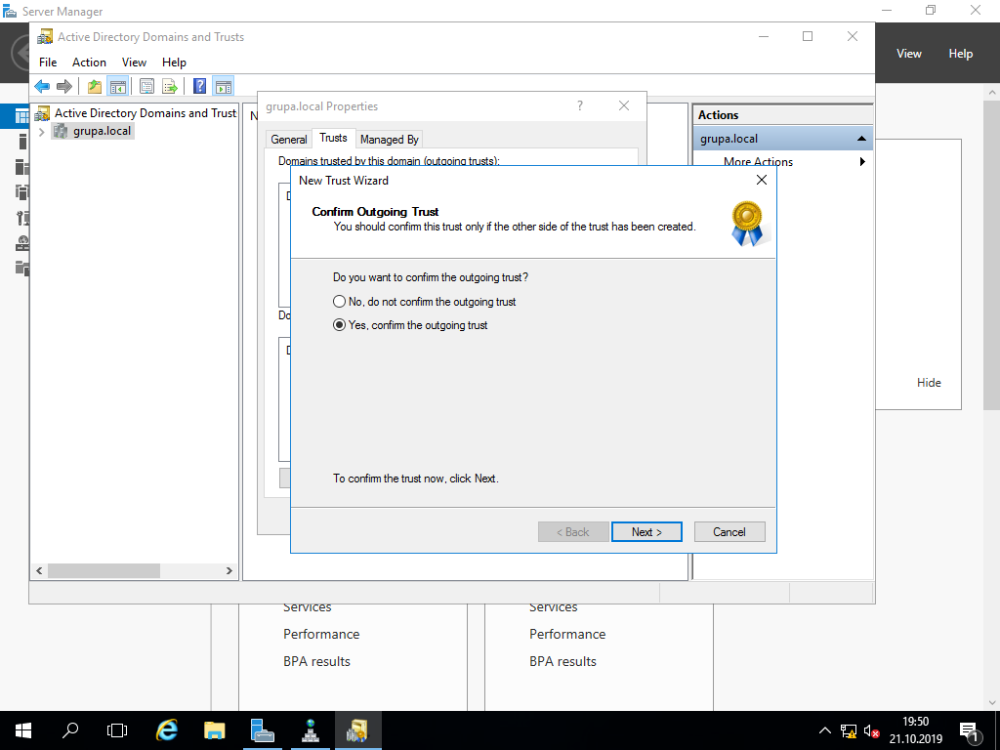 Server Manager
Active Directory Domains and Trusts
View Help
File Action View Help
Active Directory Domains and Trust
grupa.local
grupa.local Properties
?
General Trusts Managed By
Domains trusted by this domain (outgoing trusts):
Actions
grupa.local
More Actions
New Trust Wizard
Confirm Outgoing Trust
You should confirm this trust only if the other side of the trust has been created.
Do you want to confirm the outgoing trust?
No, do not confirm the outgoing trust
Yes, confirm the outgoing trust
To confirm the trust now, click Next.
< Back Next > Cancel
Hide
Services Services
Performance Performance
BPA results BPA results
19:50
21.10.2019
1